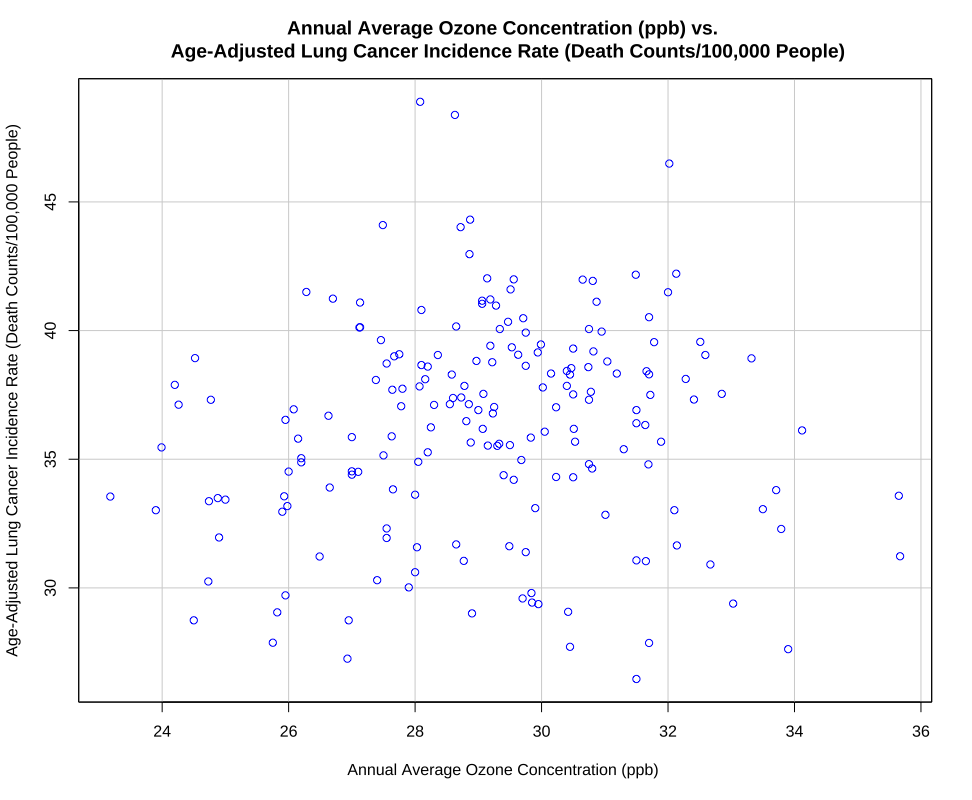 Annual Average Ozone Concentration (ppb) vs.
Age-Adjusted Lung Cancer Incidence Rate (Death Counts/100,000 People)
Age-Adjusted Lung Cancer Incidence Rate (Death Counts/100,000 People)
45
40
35
30
24 26 28 30 32 34 36
Annual Average Ozone Concentration (ppb)